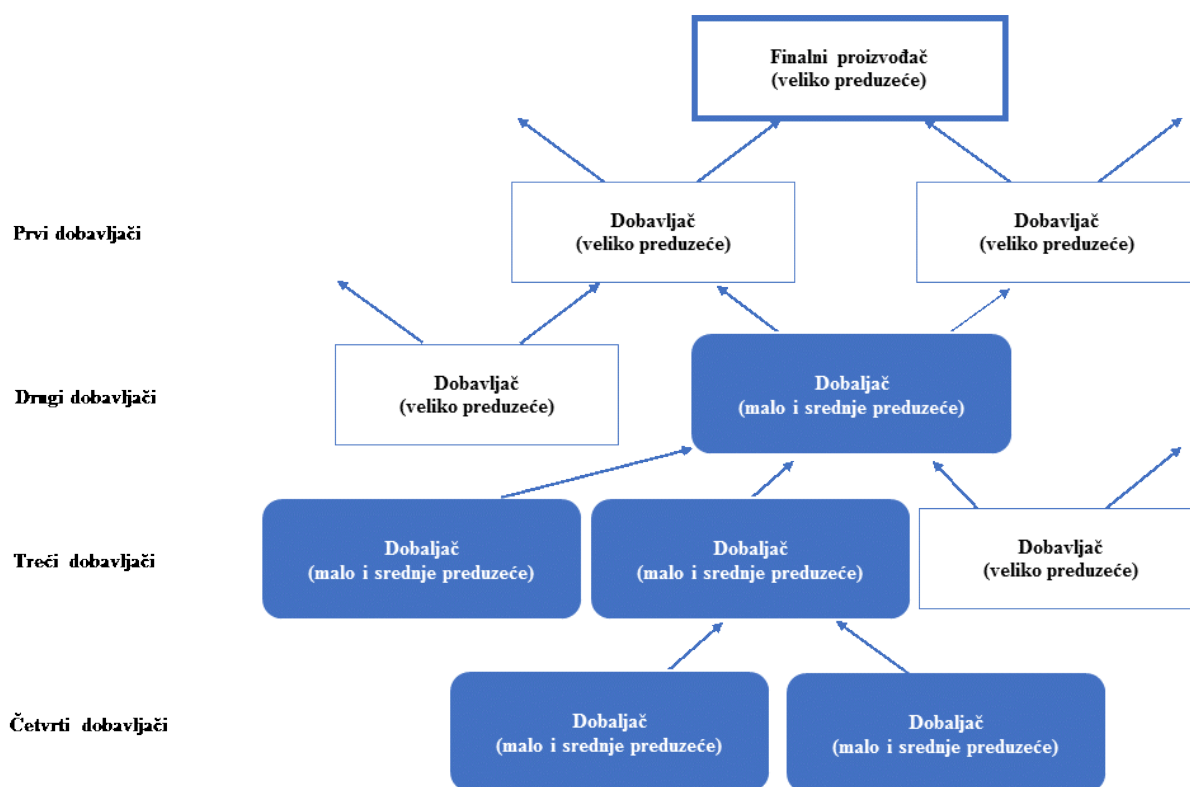 Finalni proizvođač
(veliko preduzeće)
Prvi dobavljači
Dobavljač
(veliko preduzeće)
Dobavljač
(veliko preduzeće)
Drugi dobavljači
Dobavljač
(veliko preduzeće)
Dobaljač
(malo i srednje preduzeće)
Treći dobavljači
Dobaljač
(malo i srednje preduzeće)
Dobaljač
(malo i srednje preduzeće)
Dobavljač
(veliko preduzeće)
Četvrti dobavljači
Dobaljač
(malo i srednje preduzeće)
Dobaljač
(malo i srednje preduzeće)